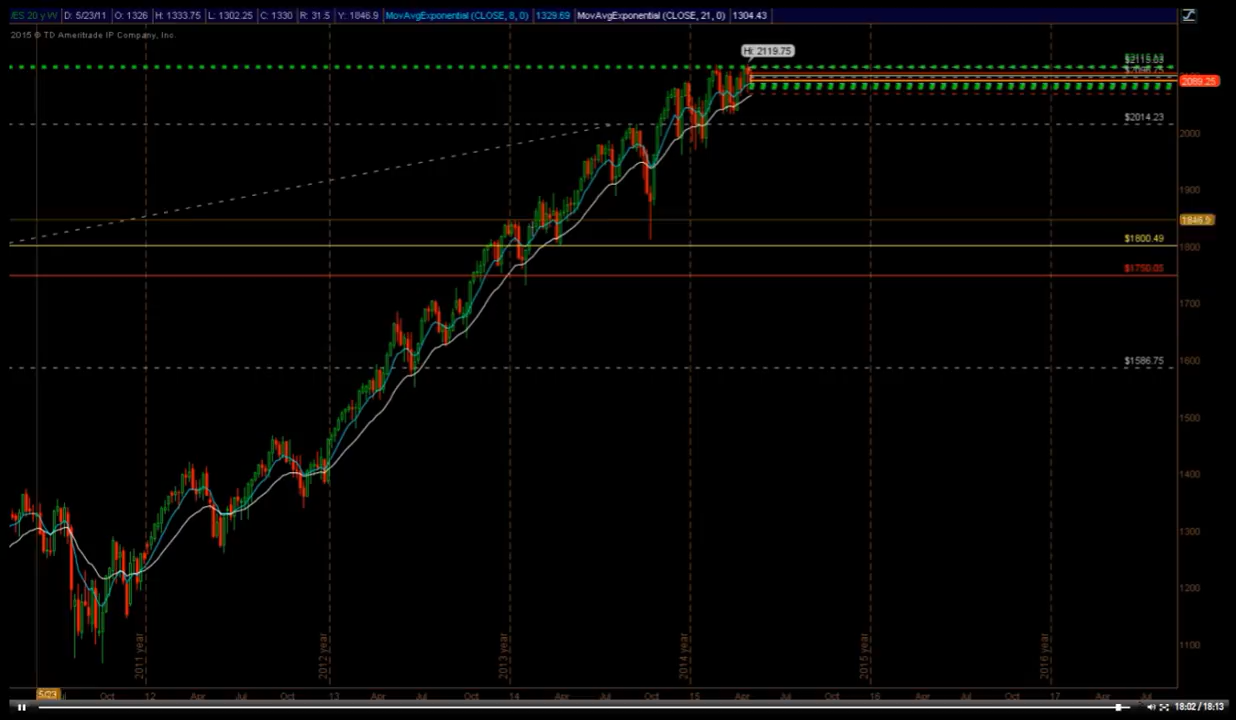 /ES 20 y W D: 5/23/11 O: 1326 H: 1333.75 L: 1302.25 C: 1330 R: 31.5 Y: 1846.9 MovAvgExponential (CLOSE, 8, 0) 1329.69 MovAvgExponential (CLOSE, 21, 0) 1304.43
2015 © TD Ameritrade IP Company, Inc.
Hi: 2119.75
2089.25
$2014.23
2000
1900
1846.9
$1800.49
1800
1700
$1586.75
1600
1500
1400
1300
1200
1100
2011 year 2012 year 2013 year 2014 year 2015 year 2016 year
Oct 12 Apr Jul Oct 13 Apr Jul Oct 14 Apr Jul Oct 15 Apr Jul Oct 16 Apr Jul Oct 17 Apr Jul
18:02 / 18:13